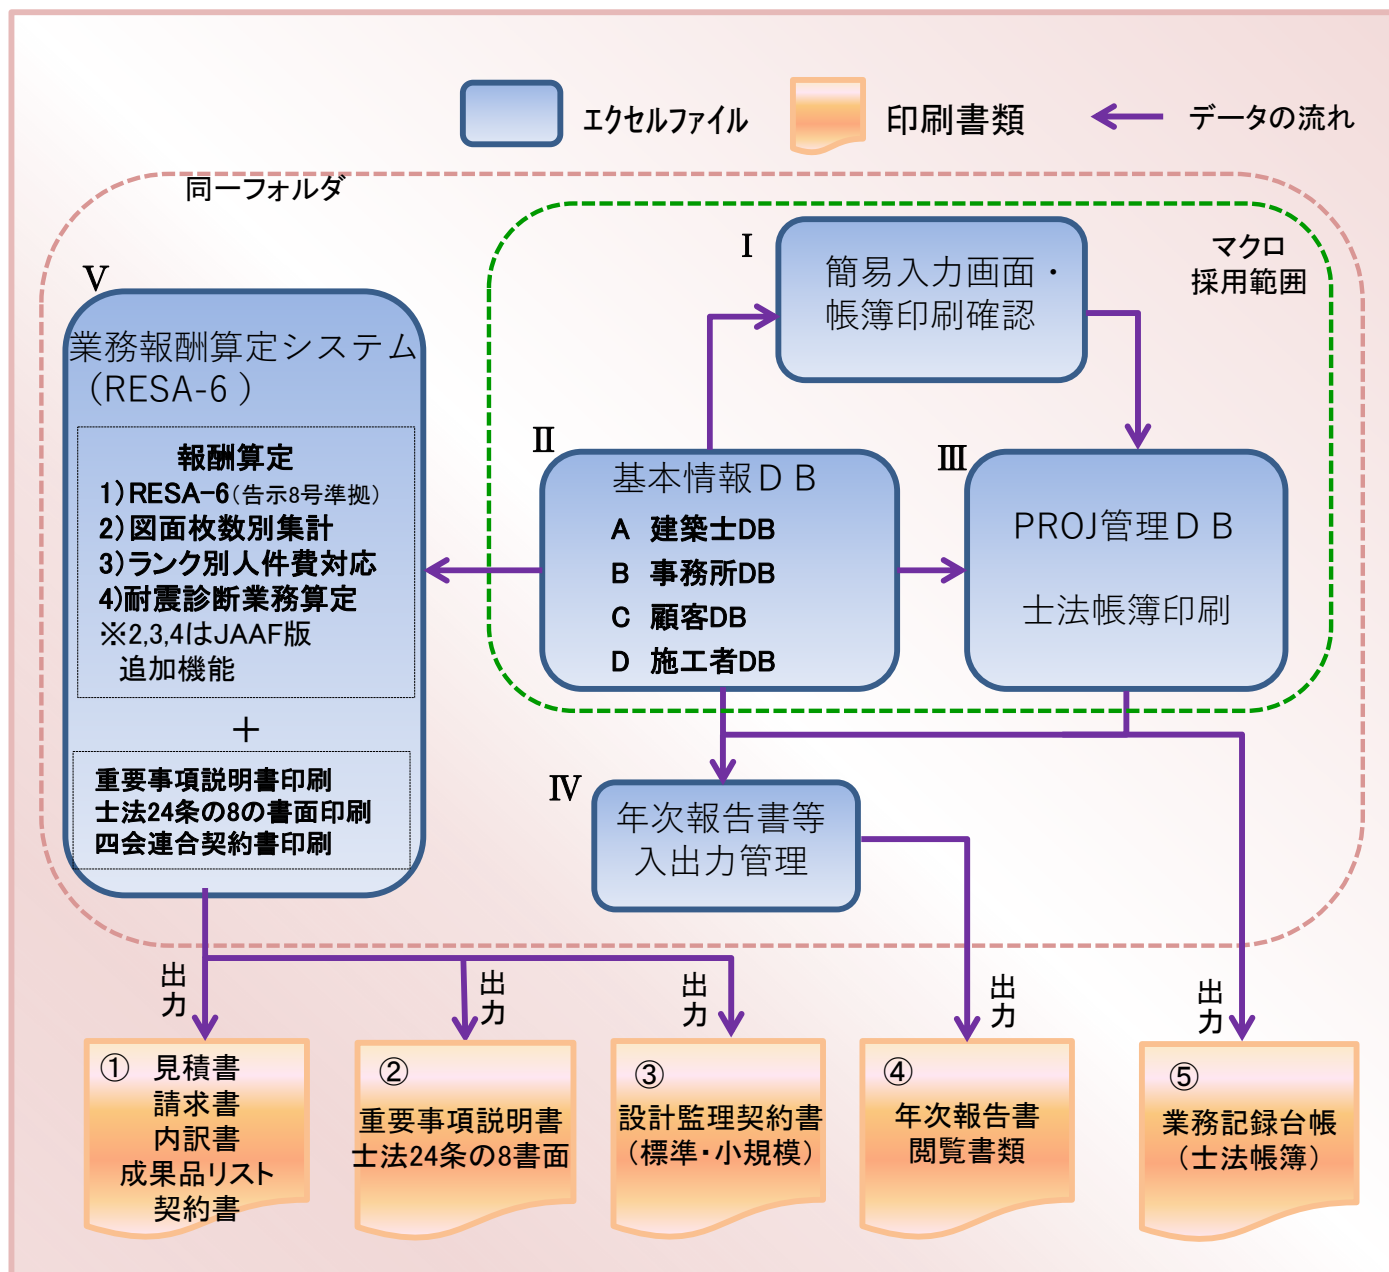 エクセルファイル
印刷書類
データの流れ
同一フォルダ
マクロ
採用範囲
Ⅰ
簡易入力画面・
帳簿印刷確認
Ⅴ
業務報酬算定システム
（RESA-6 ）
報酬算定
1）RESA-6（告示8号準拠）
2）図面枚数別集計
3）ランク別人件費対応
4)耐震診断業務算定
※2,3,4はJAAF版
追加機能
＋
重要事項説明書印刷
士法24条の8の書面印刷
四会連合契約書印刷
Ⅱ
基本情報ＤＢ
A 建築士DB
B 事務所DB
C 顧客DB
D 施工者DB
Ⅲ
PROJ管理ＤＢ
士法帳簿印刷
Ⅳ
年次報告書等
入出力管理
出力
出力
出力
出力
出力
① 見積書
請求書
内訳書
成果品リスト
契約書
②
重要事項説明書
士法24条の8書面
③
設計監理契約書
（標準・小規模）
④
年次報告書
閲覧書類
⑤
業務記録台帳
（士法帳簿）